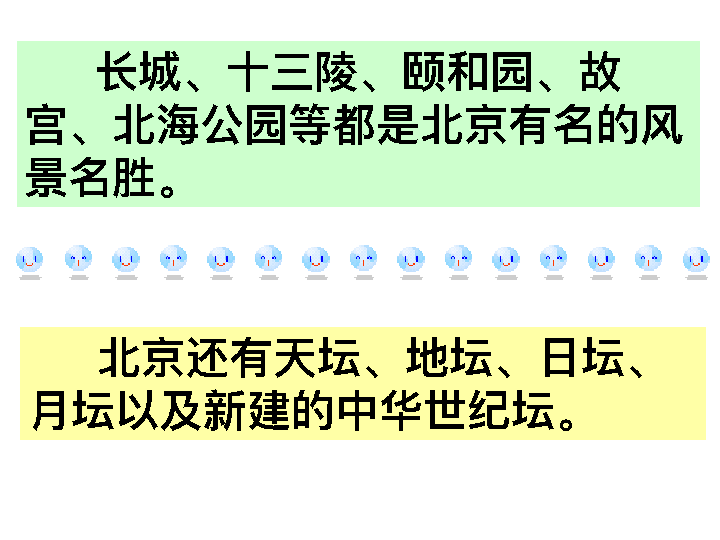 长城、十三陵、颐和园、故
宫、北海公园等都是北京有名的风
景名胜。
北京还有天坛、地坛、日坛、
月坛以及新建的中华世纪坛。